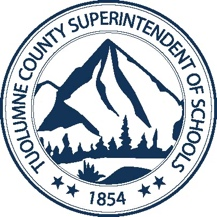 TUOLUMNE COUNTY SUPERINTENDENT OF SCHOOLS
1854